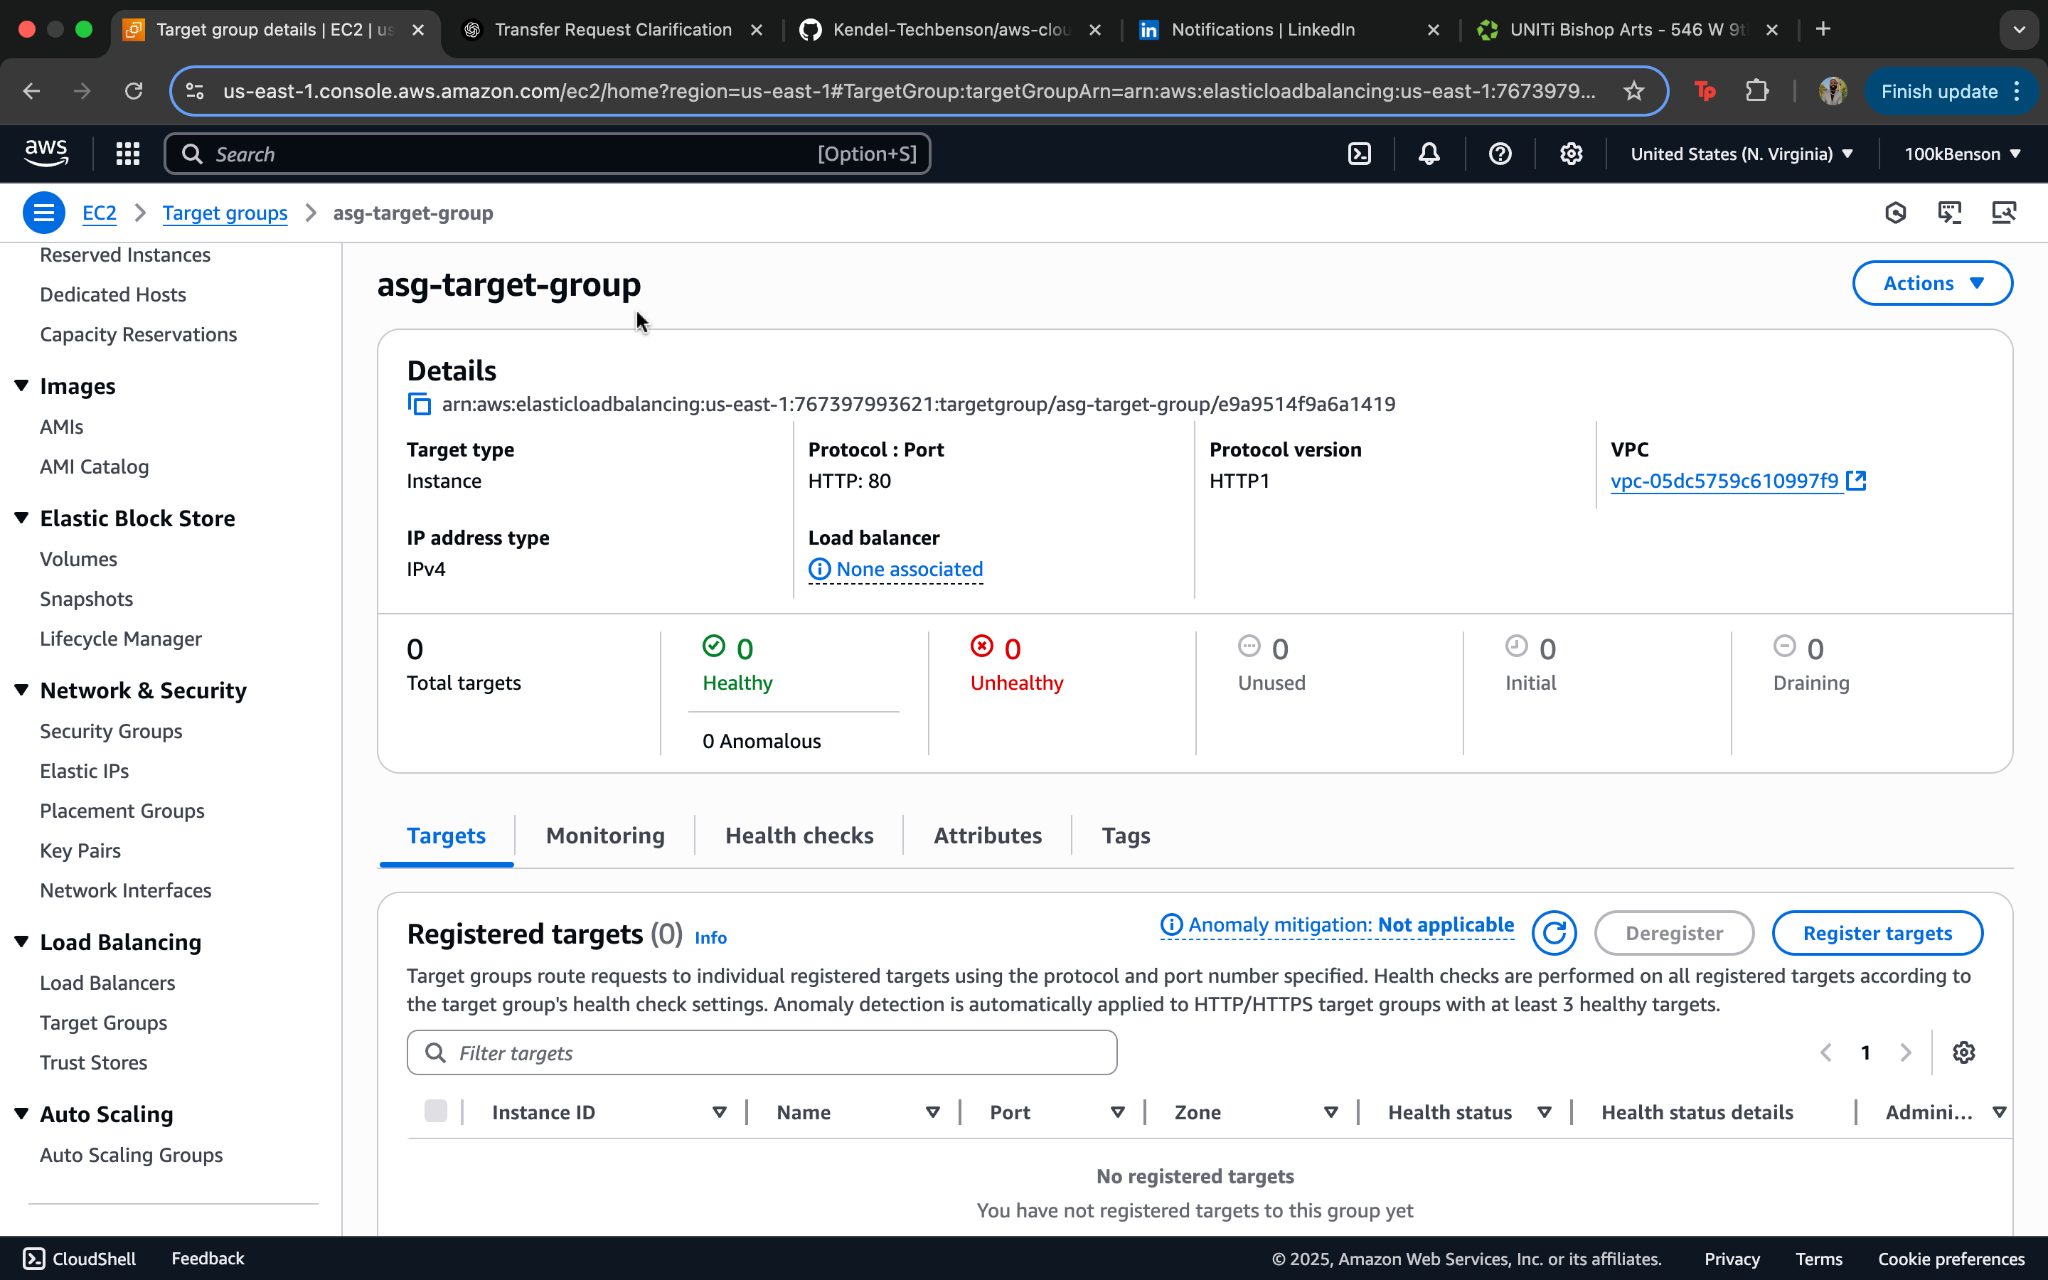 Target group details | EC2 | us
Transfer Request Clarification
Kendel-Techbenson/aws-clou
Notifications | LinkedIn
UNITi Bishop Arts - 546 W 9t
us-east-1.console.aws.amazon.com/ec2/home?region=us-east-1#TargetGroup:targetGroupArn=arn:aws:elasticloadbalancing:us-east-1:7673979...
Tp
Finish update
aws
Search
[Option+S]
United States (N. Virginia)
100kBenson
EC2
Target groups
asg-target-group
Reserved Instances
Dedicated Hosts
Capacity Reservations
Images
AMIs
AMI Catalog
Elastic Block Store
Volumes
Snapshots
Lifecycle Manager
Network & Security
Security Groups
Elastic IPs
Placement Groups
Key Pairs
Network Interfaces
Load Balancing
Load Balancers
Target Groups
Trust Stores
Auto Scaling
Auto Scaling Groups
asg-target-group
Actions
Details
arn:aws:elasticloadbalancing:us-east-1:767397993621:targetgroup/asg-target-group/e9a9514f9a6a1419
Target type
Instance
Protocol : Port
HTTP: 80
Protocol version
HTTP1
VPC
vpc-05dc5759c610997f9
IP address type
IPv4
Load balancer
None associated
0
Total targets
0
Healthy
0 Anomalous
0
Unhealthy
0
Unused
0
Initial
0
Draining
Targets
Monitoring
Health checks
Attributes
Tags
Registered targets (0) Info
Anomaly mitigation: Not applicable
Deregister
Register targets
Target groups route requests to individual registered targets using the protocol and port number specified. Health checks are performed on all registered targets according to
the target group's health check settings. Anomaly detection is automatically applied to HTTP/HTTPS target groups with at least 3 healthy targets.
Filter targets
1
Instance ID
Name
Port
Zone
Health status
Health status details
Admini...
No registered targets
You have not registered targets to this group yet
CloudShell
Feedback
© 2025, Amazon Web Services, Inc. or its affiliates.
Privacy
Terms
Cookie preferences